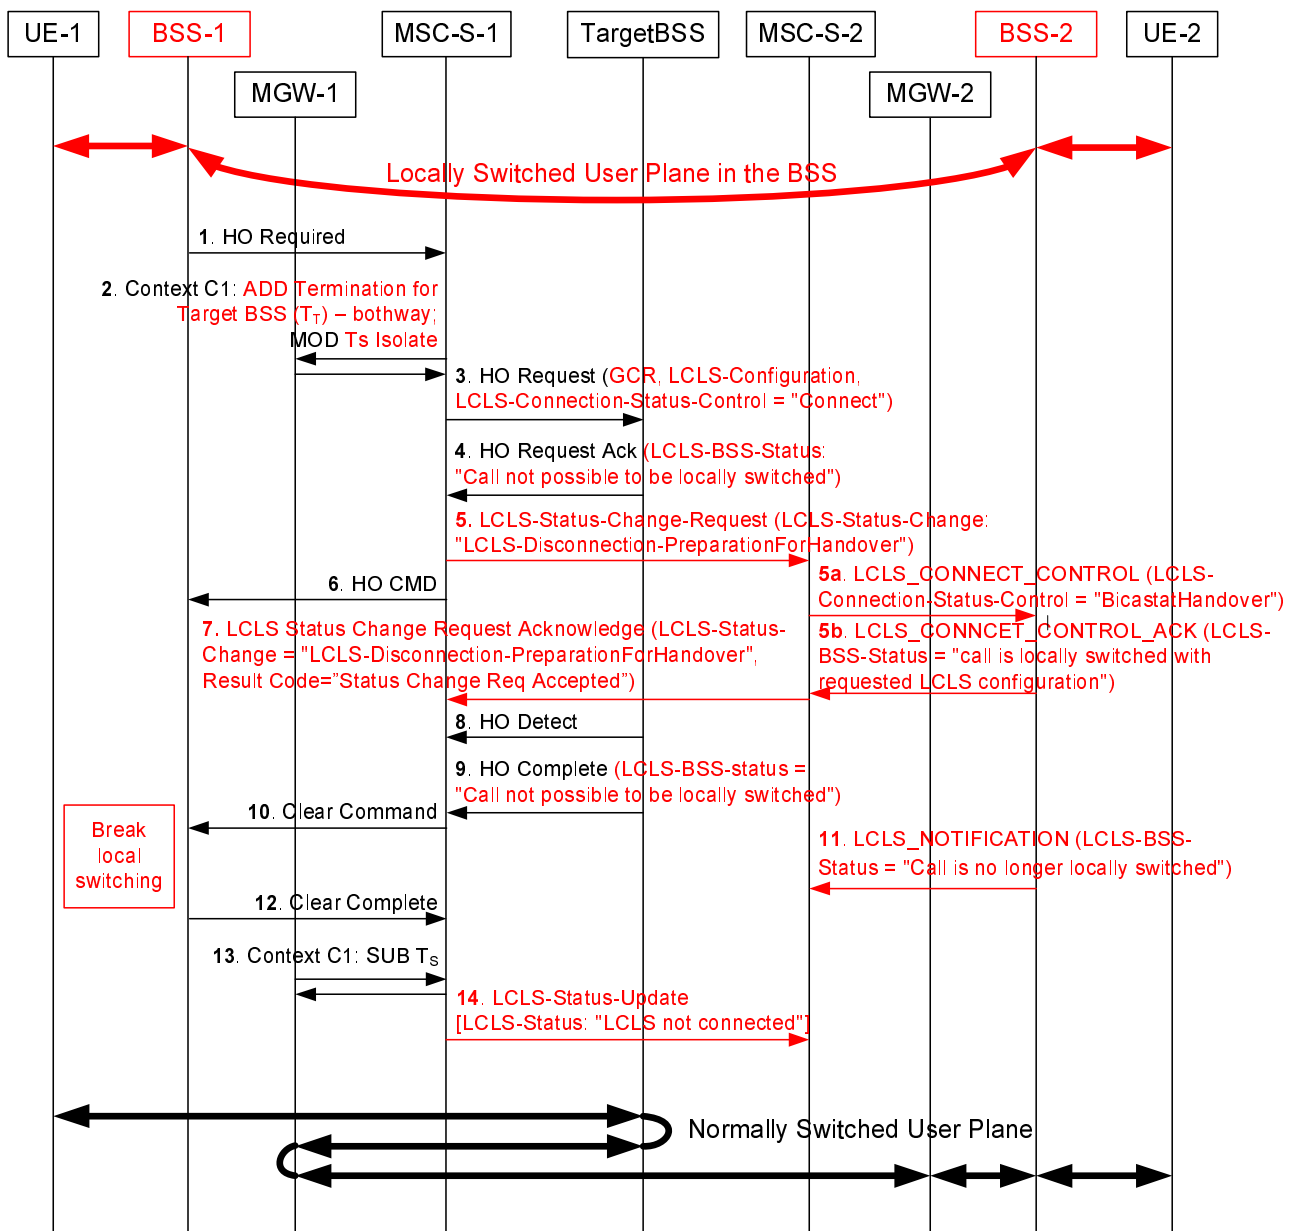 UE-1
BSS-1
MSC-S-1
TargetBSS
MSC-S-2
BSS-2
UE-2
MGW-1
MGW-2
Locally Switched User Plane in the BSS
1. HO Required
2. Context C1: ADD Termination for
Target BSS (TT) – bothway;
MOD Ts Isolate
3. HO Request (GCR, LCLS-Configuration,
LCLS-Connection-Status-Control = "Connect")
4. HO Request Ack (LCLS-BSS-Status:
"Call not possible to be locally switched")
5. LCLS-Status-Change-Request (LCLS-Status-Change:
"LCLS-Disconnection-PreparationForHandover")
5a. LCLS_CONNECT_CONTROL (LCLS-
Connection-Status-Control = "BicastatHandover")
6. HO CMD
7. LCLS Status Change Request Acknowledge (LCLS-Status-
Change = "LCLS-Disconnection-PreparationForHandover",
Result Code=”Status Change Req Accepted”)
5b. LCLS_CONNCET_CONTROL_ACK (LCLS-
BSS-Status = "call is locally switched with
requested LCLS configuration")
8. HO Detect
9. HO Complete (LCLS-BSS-status =
"Call not possible to be locally switched")
10. Clear Command
Break
local
switching
11. LCLS_NOTIFICATION (LCLS-BSS-
Status = "Call is no longer locally switched")
12. Clear Complete
13. Context C1: SUB TS
14. LCLS-Status-Update
[LCLS-Status: "LCLS not connected"]
Normally Switched User Plane